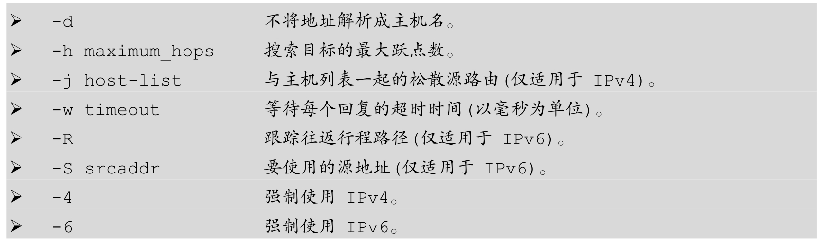 ➢ -d 不将地址解析成主机名。
➢ -h maximum_hops 搜索目标的最大跃点数。
➢ -j host-list 与主机列表一起的松散源路由(仅适用于 IPv4)。
➢ -w timeout 等待每个回复的超时时间(以毫秒为单位)。
➢ -R 跟踪往返行程路径(仅适用于 IPv6)。
➢ -S srcaddr 要使用的源地址(仅适用于 IPv6)。
➢ -4 强制使用 IPv4。
➢ -6 强制使用 IPv6。